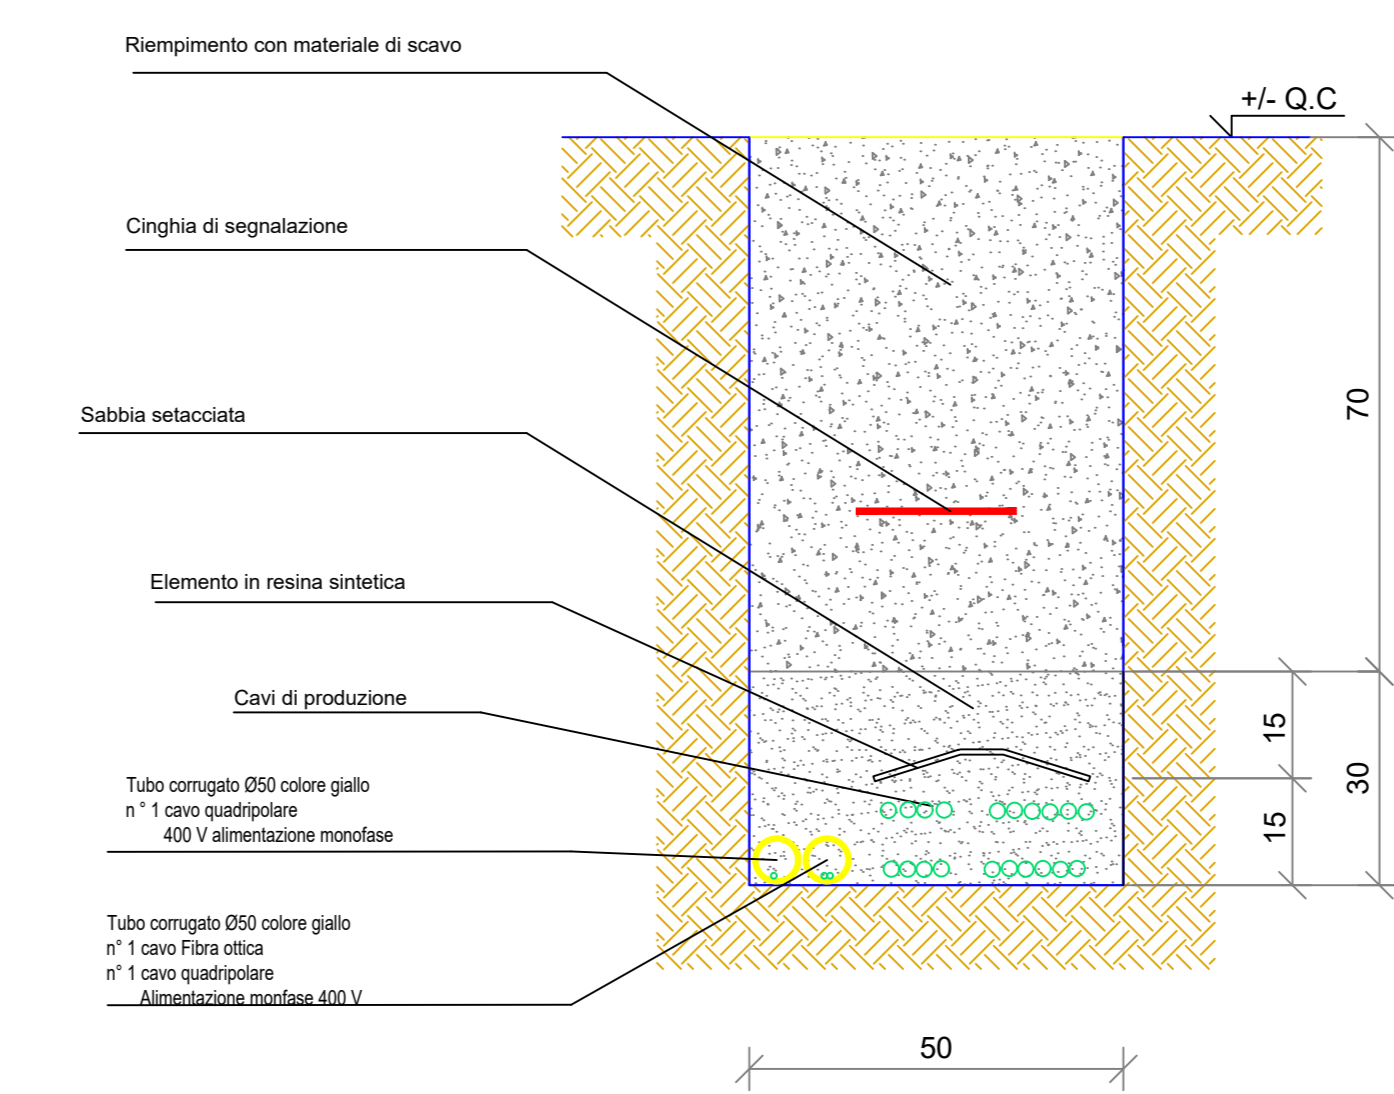 Riempimento con materiale di scavo
+/- Q.C
Cinghia di segnalazione
70
Sabbia setacciata
Elemento in resina sintetica
Cavi di produzione
15
30
15
Tubo corrugato Ø50 colore giallo
n ° 1 cavo quadripolare
400 V alimentazione monofase
Tubo corrugato Ø50 colore giallo
n° 1 cavo Fibra ottica
n° 1 cavo quadripolare
Alimentazione monfase 400 V
50